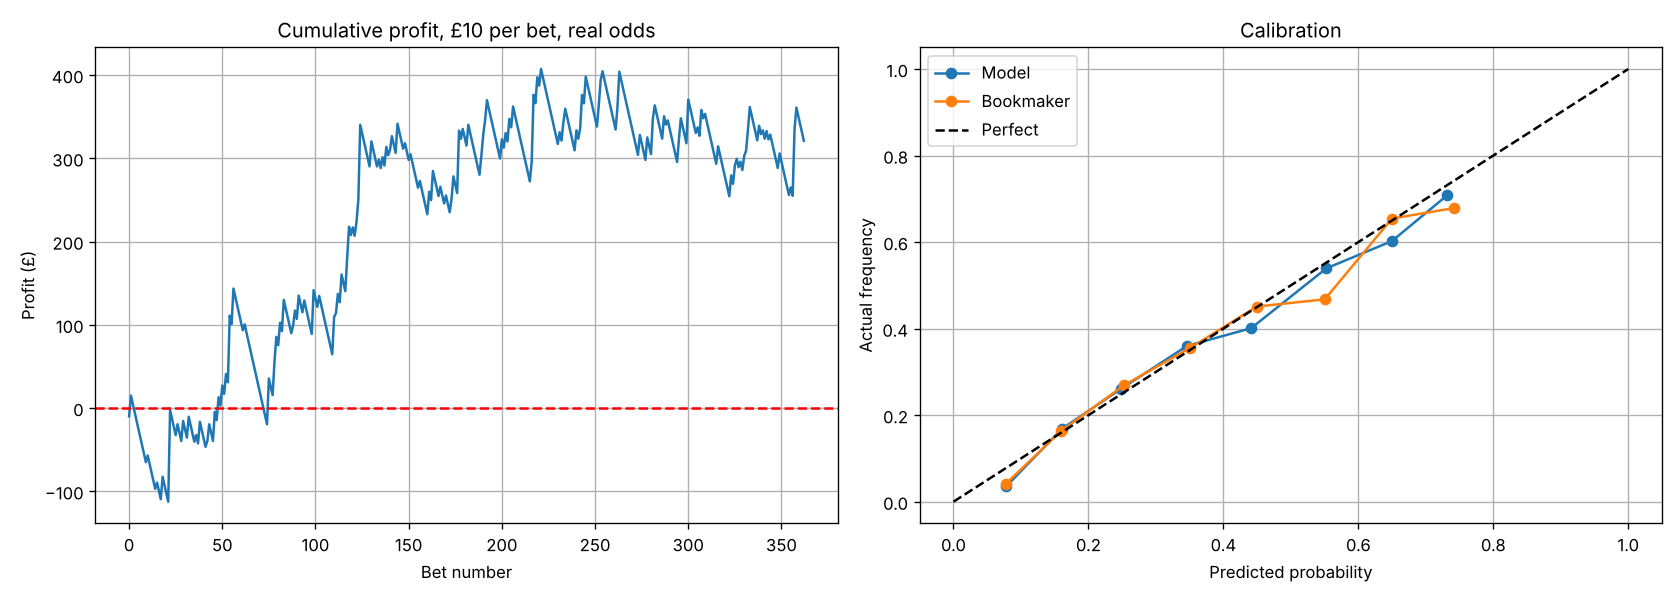 Cumulative profit, £10 per bet, real odds
Profit (£)
400
300
200
100
0
−100
0 50 100 150 200 250 300 350
Bet number
Calibration
Model
Bookmaker
Perfect
Actual frequency
1.0
0.8
0.6
0.4
0.2
0.0
0.0 0.2 0.4 0.6 0.8 1.0
Predicted probability